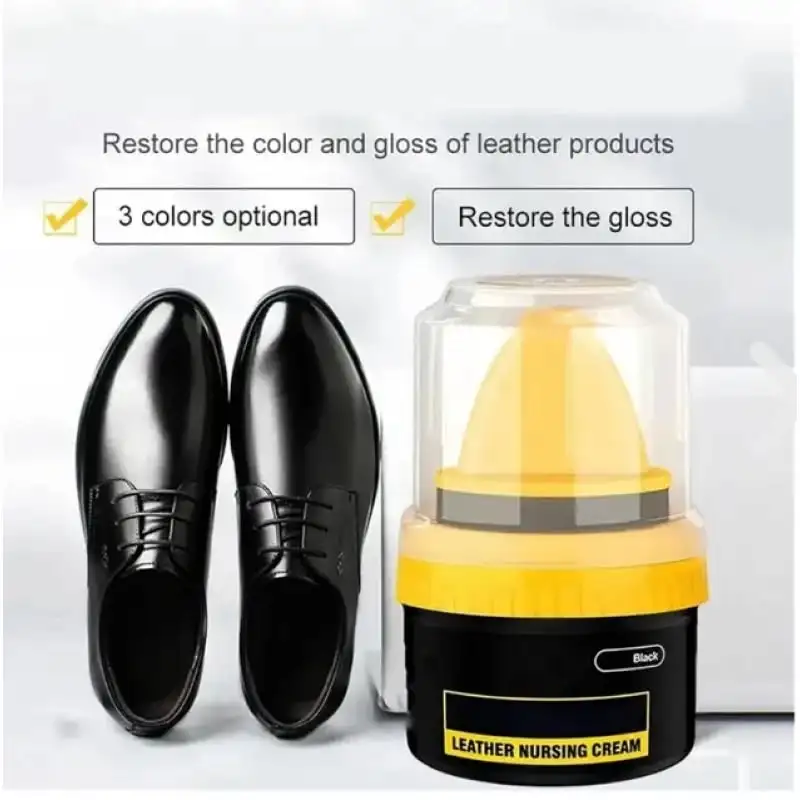 Restore the color and gloss of leather products
3 colors optional
Restore the gloss
Black
LEATHER NURSING CREAM